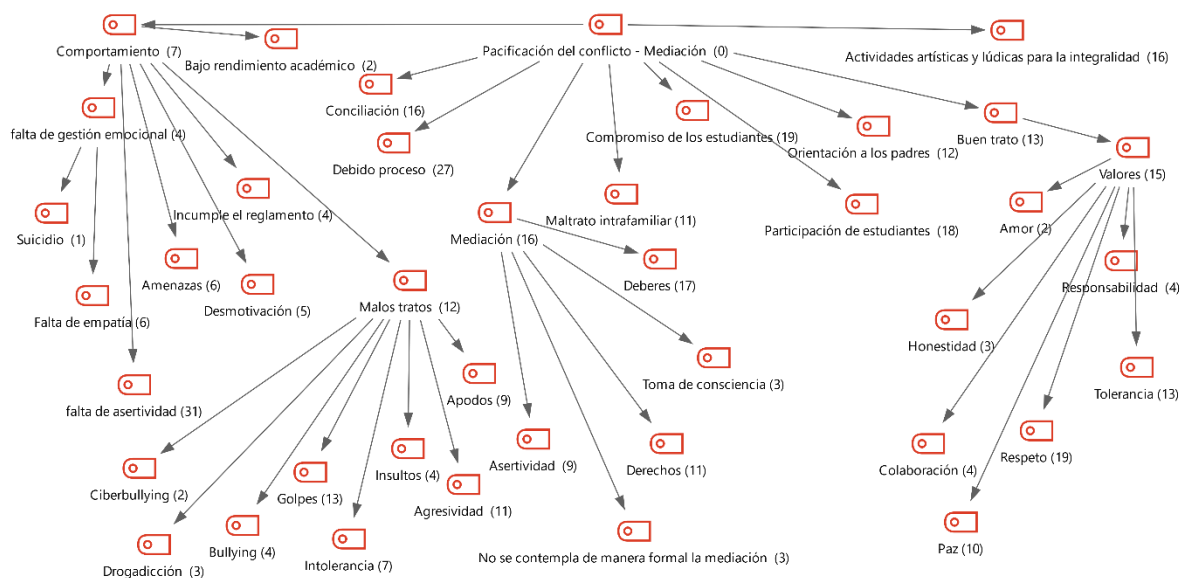 Comportamiento (7)
Pacificación del conflicto - Mediación (0)
Actividades artísticas y lúdicas para la integralidad (16)
Bajo rendimiento académico (2)
Conciliación (16)
falta de gestión emocional (4)
Compromiso de los estudiantes (19)
Orientación a los padres (12)
Buen trato (13)
Debido proceso (27)
Valores (15)
Incumple el reglamento (4)
Maltrato intrafamiliar (11)
Suicidio (1)
Mediación (16)
Participación de estudiantes (18)
Amor (2)
Amenazas (6)
Deberes (17)
Responsabilidad (4)
Desmotivación (5)
Malos tratos (12)
Falta de empatía (6)
Honestidad (3)
Toma de consciencia (3)
Tolerancia (13)
Apodos (9)
falta de asertividad (31)
Ciberbullying (2)
Golpes (13)
Insultos (4)
Asertividad (9)
Derechos (11)
Colaboración (4)
Respeto (19)
Agresividad (11)
Drogadicción (3)
Bullying (4)
Intolerancia (7)
No se contempla de manera formal la mediación (3)
Paz (10)